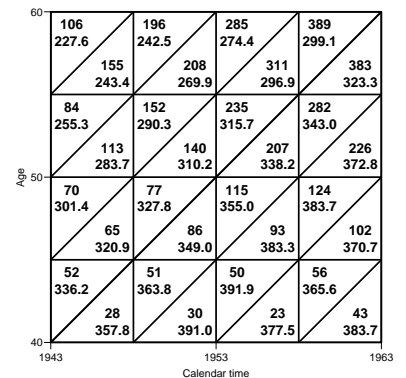 60
106 196 285 389
227.6 242.5 274.4 299.1
155 208 311 383
243.4 269.9 296.9 323.3
84 152 235 282
255.3 290.3 315.7 343.0
113 140 207 226
283.7 310.2 338.2 372.8
50
70 77 115 124
301.4 327.8 355.0 383.7
65 86 93 102
320.9 349.0 383.3 370.7
52 51 50 56
336.2 363.8 391.9 365.6
28 30 23 43
357.8 391.0 377.5 383.7
40
Age
1943 1953 1963
Calendar time